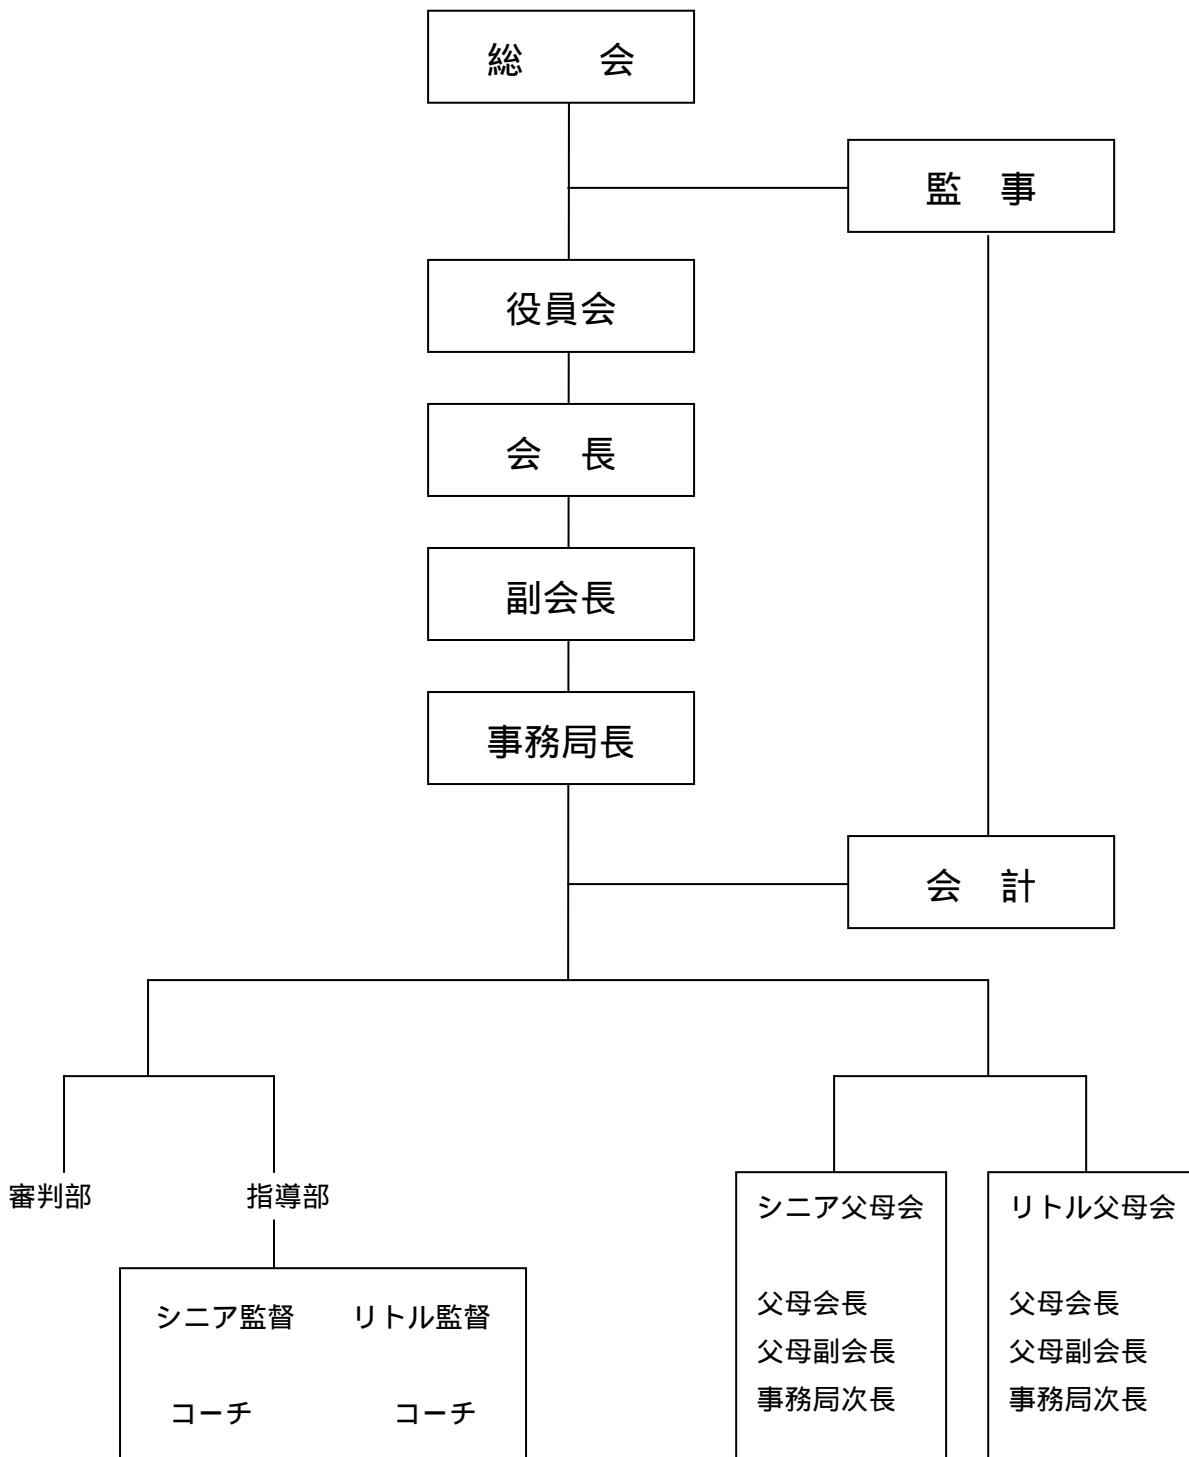 総　会
監　事
役員会
会　長
副会長
事務局長
会　計
審判部
指導部
シニア監督　リトル監督
コーチ　コーチ
シニア父母会
父母会長
父母副会長
事務局次長
リトル父母会
父母会長
父母副会長
事務局次長